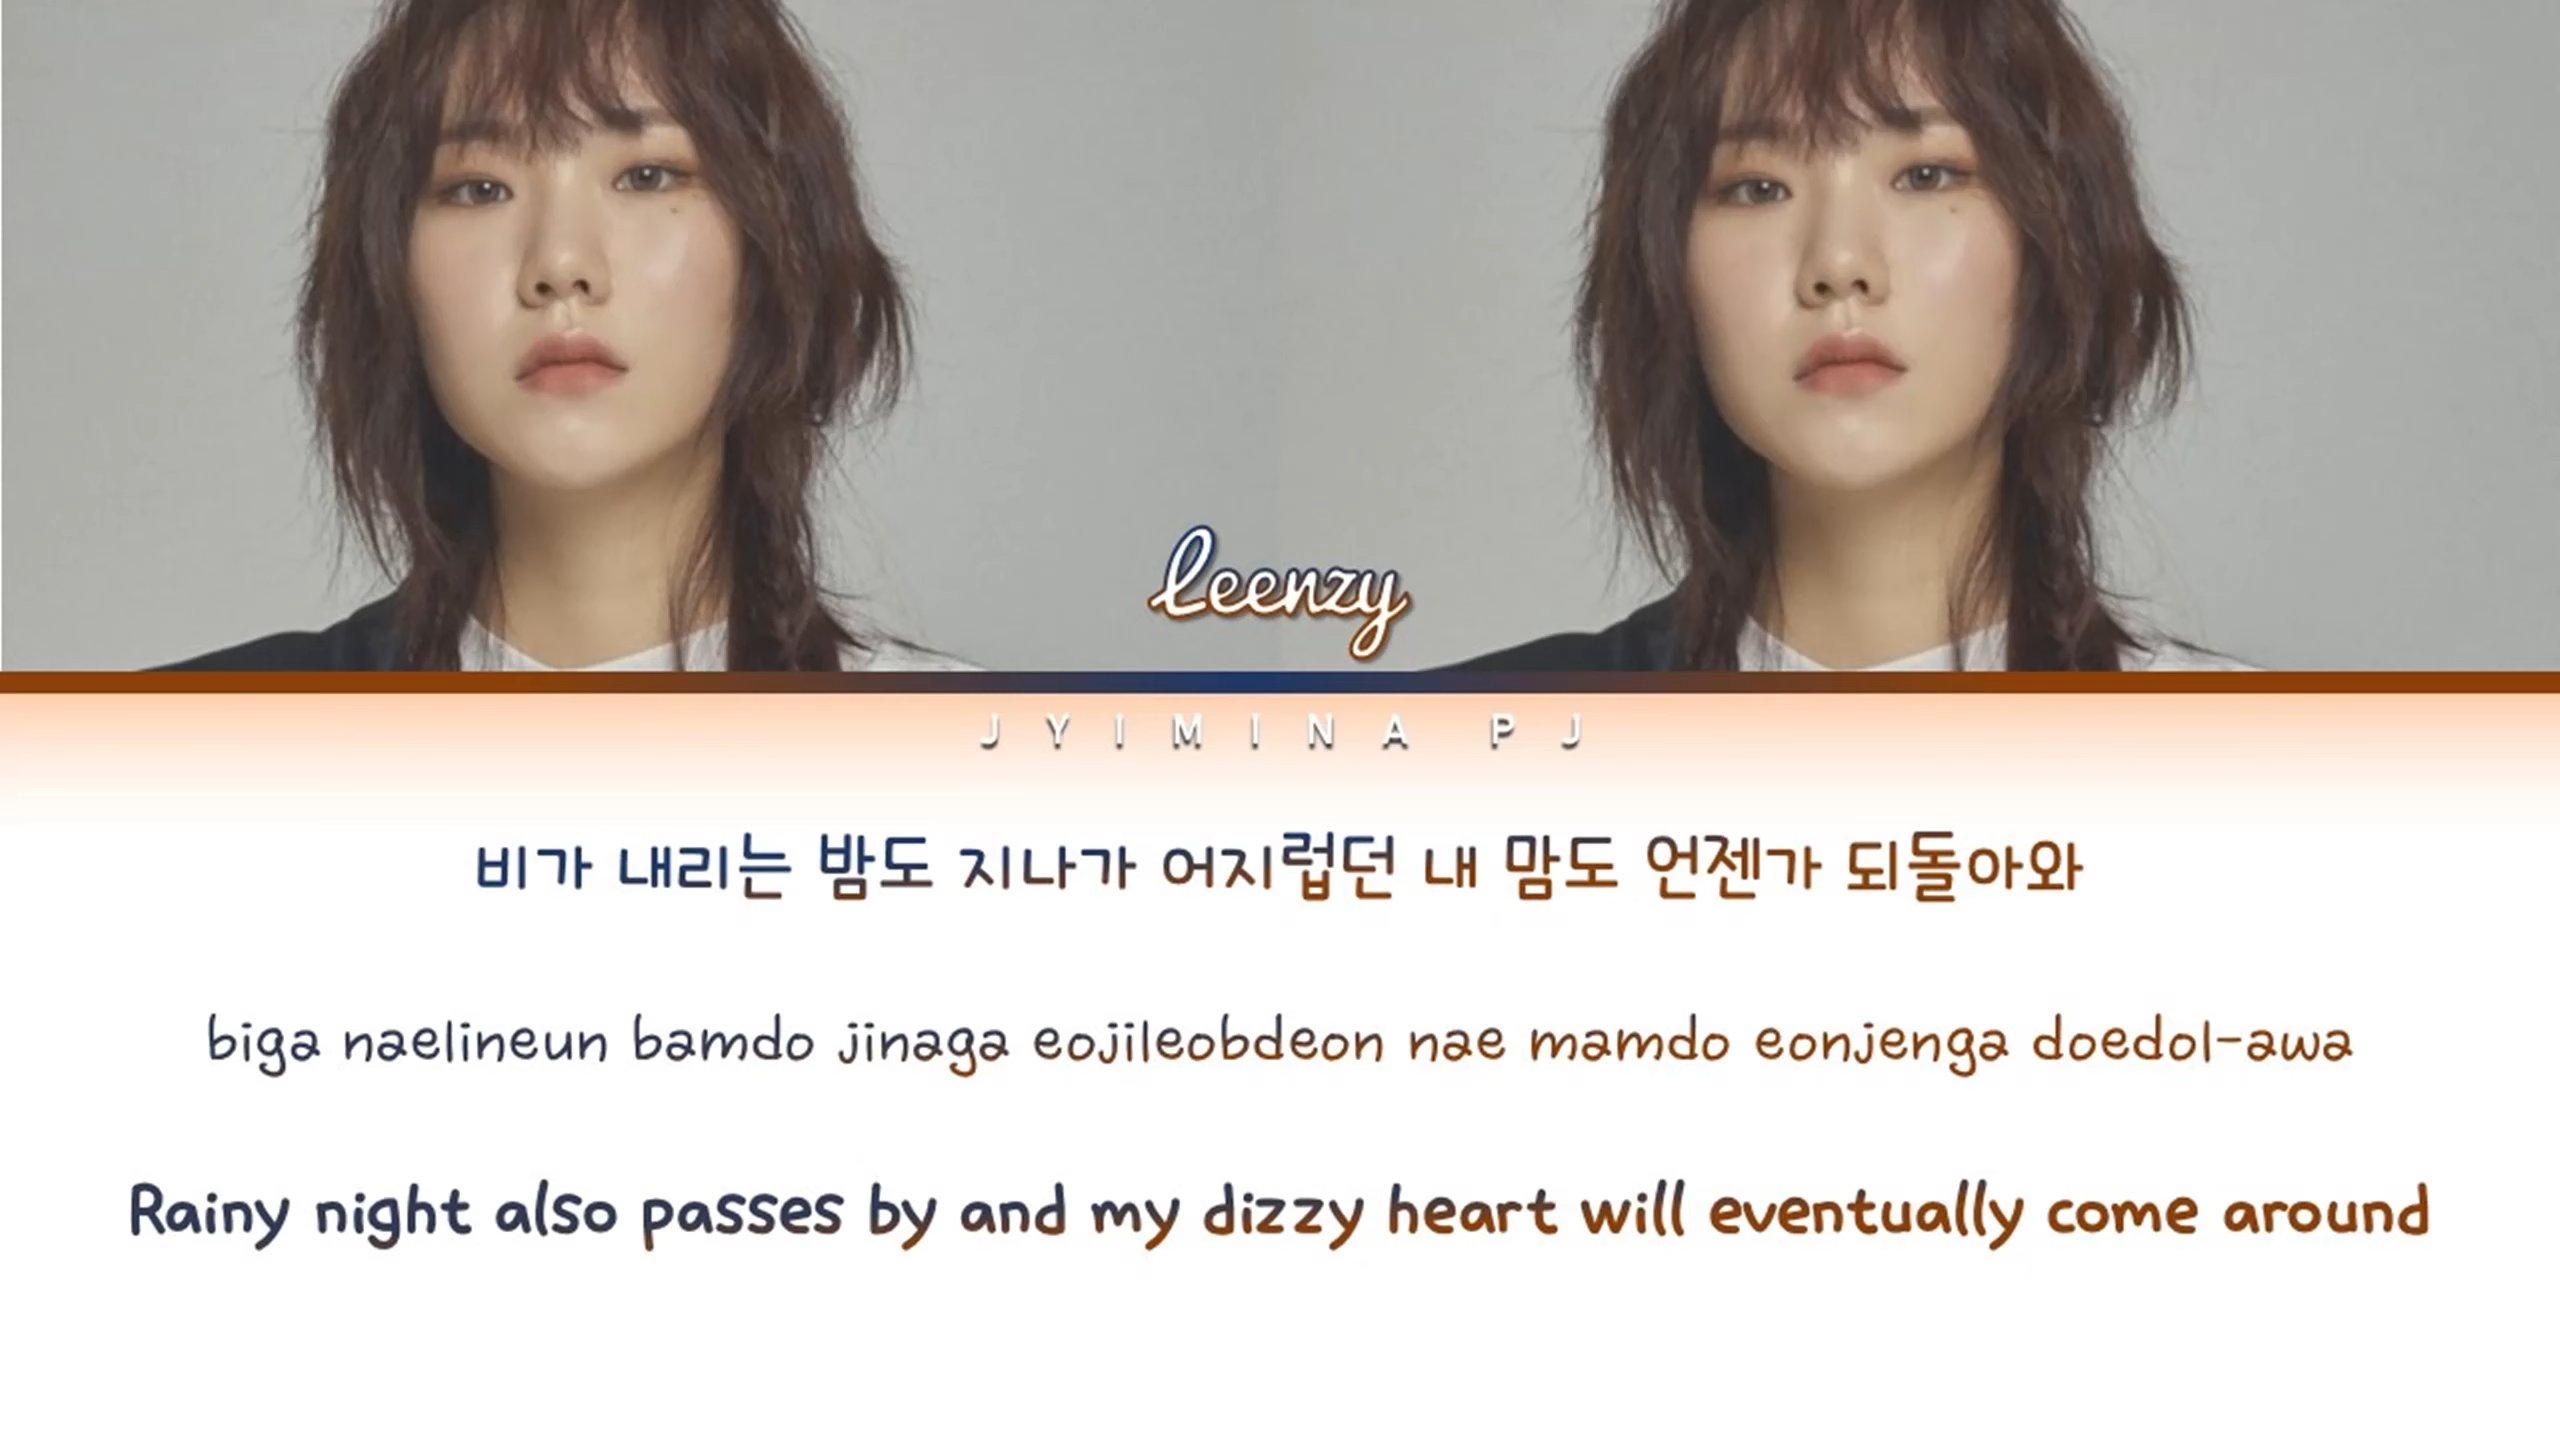 leenzy
JYIMINA PJ
비가 내리는 밤도 지나가 어지럽던 내 맘도 언젠가 되돌아와
biga naelineun bamdo jinaga eojileobdeon nae mamdo eonjenga doedol-awa
Rainy night also passes by and my dizzy heart will eventually come around